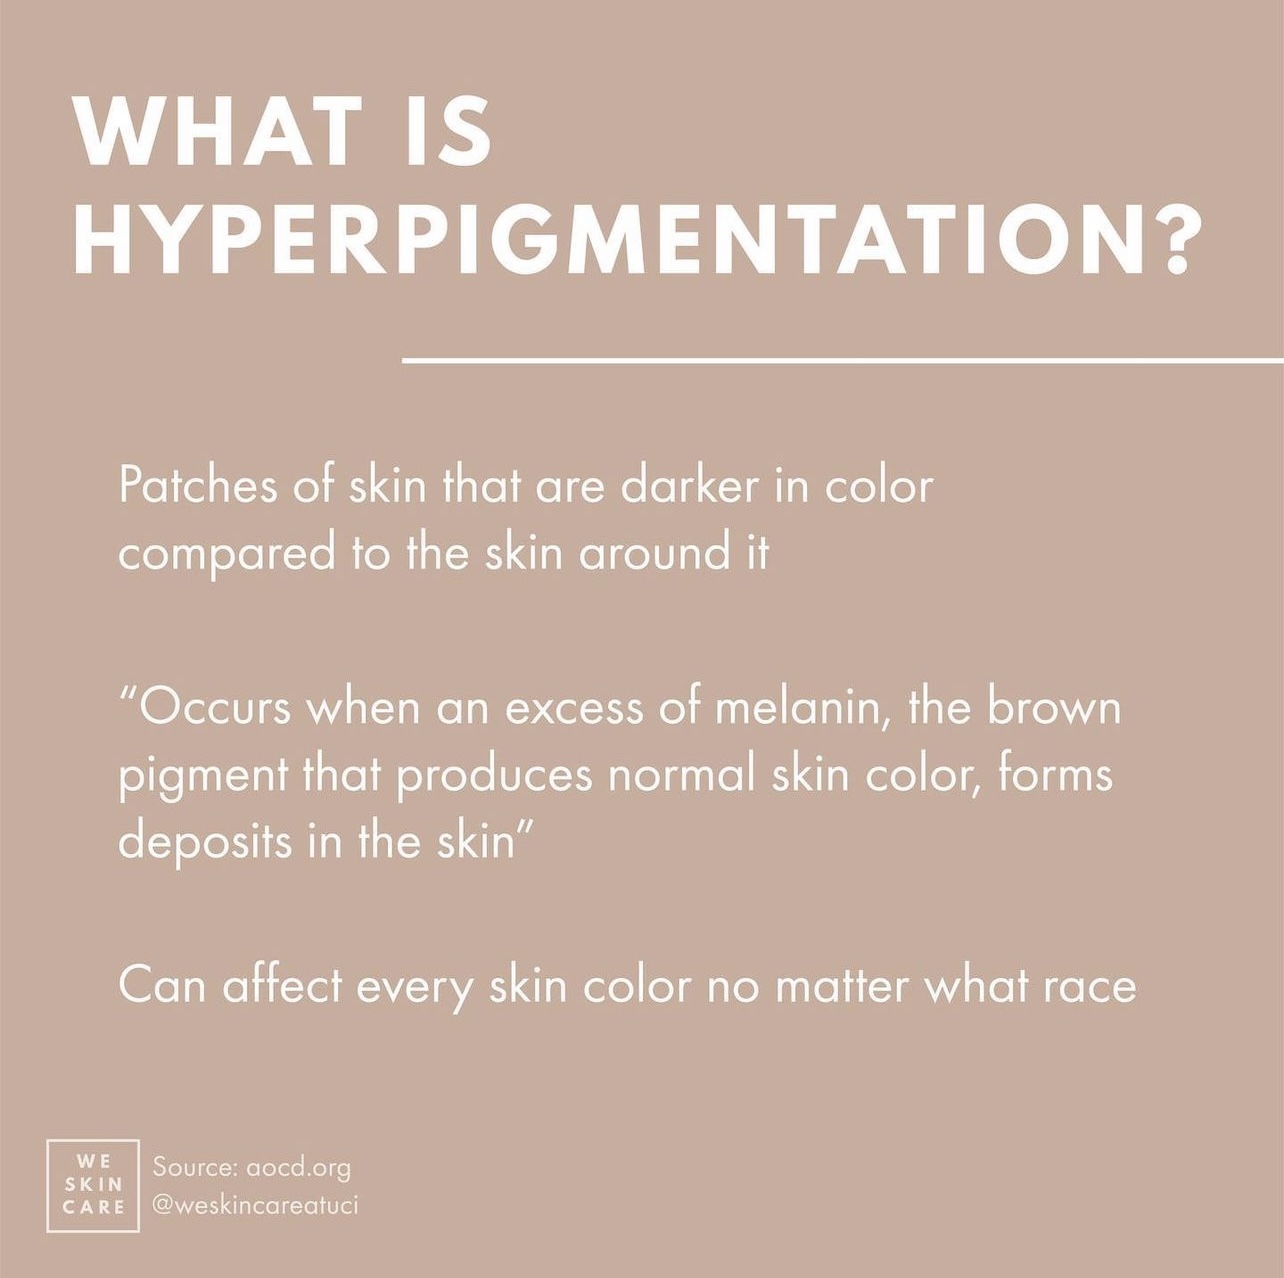 WHAT IS
HYPERPIGMENTATION?
Patches of skin that are darker in color
compared to the skin around it
“Occurs when an excess of melanin, the brown
pigment that produces normal skin color, forms
deposits in the skin”
Can affect every skin color no matter what race
WE
SKIN
CARE
Source: aocd.org
@weskincareatuci